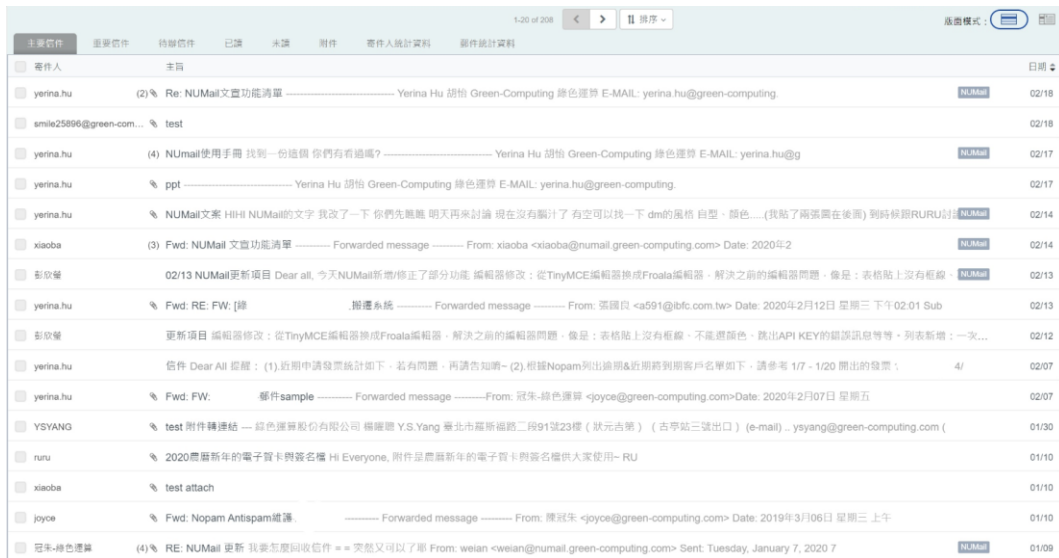 1-20 of 208 排序 版面模式：
主要信件 重要信件 待辦信件 已讀 未讀 附件 寄件人統計資料 郵件統計資料
寄件人 主旨 日期
yerina.hu (2) Re: NUMail文宣功能清單 -------------------------------- Yerina Hu 胡怡 Green-Computing 綠色運算 E-MAIL: yerina.hu@green-computing. NUMail 02/18
smile25896@green-com... test 02/18
yerina.hu (4) NUmail使用手冊 找到一份這個 你們有看過嗎? -------------------------------- Yerina Hu 胡怡 Green-Computing 綠色運算 E-MAIL: yerina.hu@g NUMail 02/17
yerina.hu ppt -------------------------------- Yerina Hu 胡怡 Green-Computing 綠色運算 E-MAIL: yerina.hu@green-computing. 02/17
yerina.hu NUMail文案 HIHI NUMail的文字 我改了一下 你們先瞧瞧 明天再來討論 現在沒有腦汁了 有空可以找一下 dm的風格 自型、顏色.....(我貼了兩張圖在後面) 到時候跟RURU討論 NUMail 02/14
xiaoba (3) Fwd: NUMail 文宣功能清單 ---------- Forwarded message --------- From: xiaoba <xiaoba@numail.green-computing.com> Date: 2020年2 NUMail 02/14
彭欣螢 02/13 NUMail更新項目 Dear all, 今天NUMail新增/修正了部分功能 編輯器修改：從TinyMCE編輯器換成Froala編輯器，解決之前的編輯器問題，像是：表格貼上沒有框線、 NUMail 02/13
yerina.hu Fwd: RE: FW: [綠 .搬遷系統 ---------- Forwarded message --------- From: 張國良 <a591@ibfc.com.tw> Date: 2020年2月12日 星期三 下午02:01 Sub 02/13
彭欣螢 更新項目 編輯器修改：從TinyMCE編輯器換成Froala編輯器，解決之前的編輯器問題，像是：表格貼上沒有框線、不能選顏色、跳出API KEY的錯誤訊息等等、列表新增：一次... 02/12
yerina.hu 信件 Dear All 提醒： (1).近期申請發票統計如下，若有問題，再請告知唷~ (2).根據Nopam列出逾期&近期將到期客戶名單如下，請參考 1/7 - 1/20 開出的發票： 4/ 02/07
yerina.hu Fwd: FW: 郵件sample ---------- Forwarded message ---------From: 冠朱-綠色運算 <joyce@green-computing.com>Date: 2020年2月07日 星期五 02/07
YSYANG test 附件轉連結 --- 綠色運算股份有限公司 楊曜聰 Y.S.Yang 臺北市羅斯福路二段91號23樓（狀元吉第）（古亭站三號出口） (e-mail) .. ysyang@green-computing.com ( 01/30
ruru 2020農曆新年的電子賀卡與簽名檔 Hi Everyone, 附件是農曆新年的電子賀卡與簽名檔供大家使用~ RU 01/10
xiaoba test attach 01/10
joyce Fwd: Nopam Antispam維護. ---------- Forwarded message --------- From: 陳冠朱 <joyce@green-computing.com> Date: 2019年3月06日 星期三 上午 01/10
冠朱-綠色運算 (4) RE: NUMail 更新 我要怎麼回收信件 = = 突然又可以了耶 From: weian <weian@numail.green-computing.com> Sent: Tuesday, January 7, 2020 7 NUMail 01/09